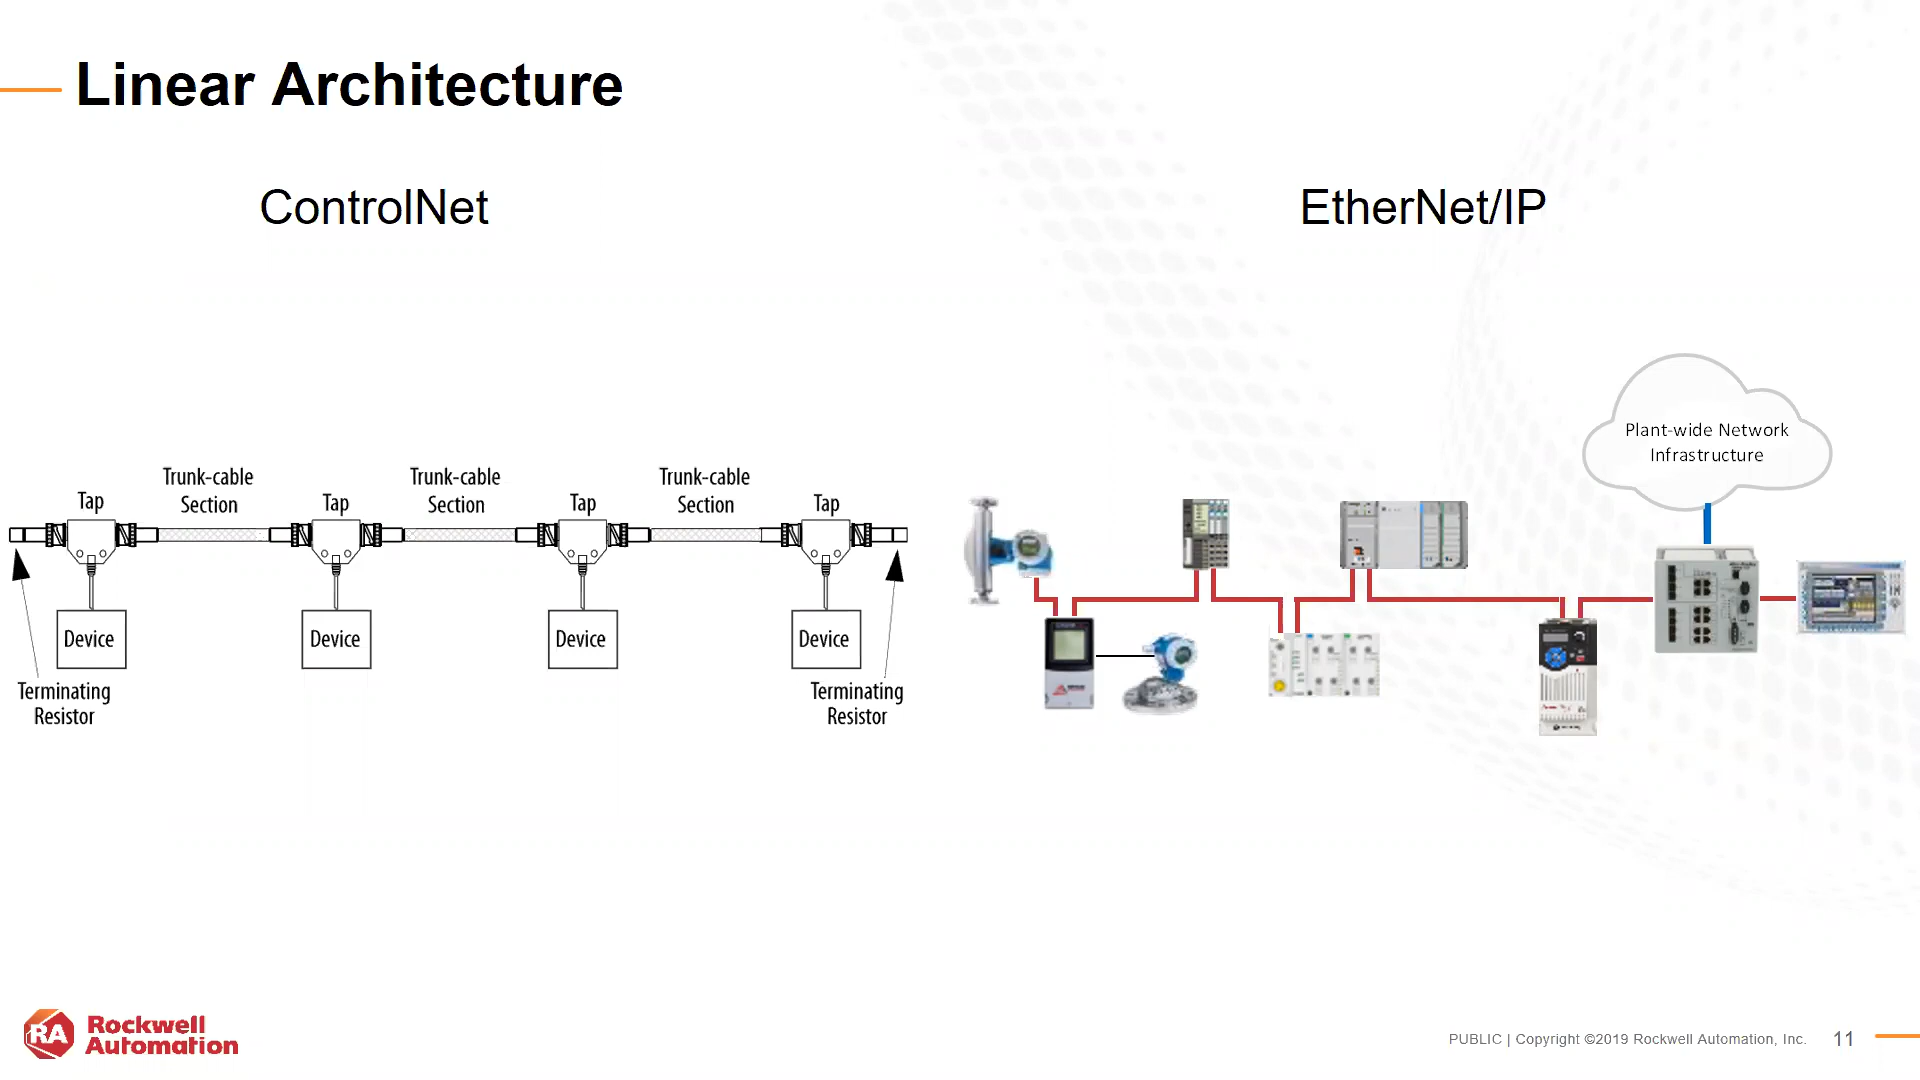 Linear Architecture
ControlNet
EtherNet/IP
Plant-wide Network
Infrastructure
Trunk-cable
Section
Trunk-cable
Section
Trunk-cable
Section
Tap
Tap
Tap
Tap
Device
Device
Device
Device
Terminating
Resistor
Terminating
Resistor
RA
Rockwell
Automation
PUBLIC | Copyright ©2019 Rockwell Automation, Inc.
11